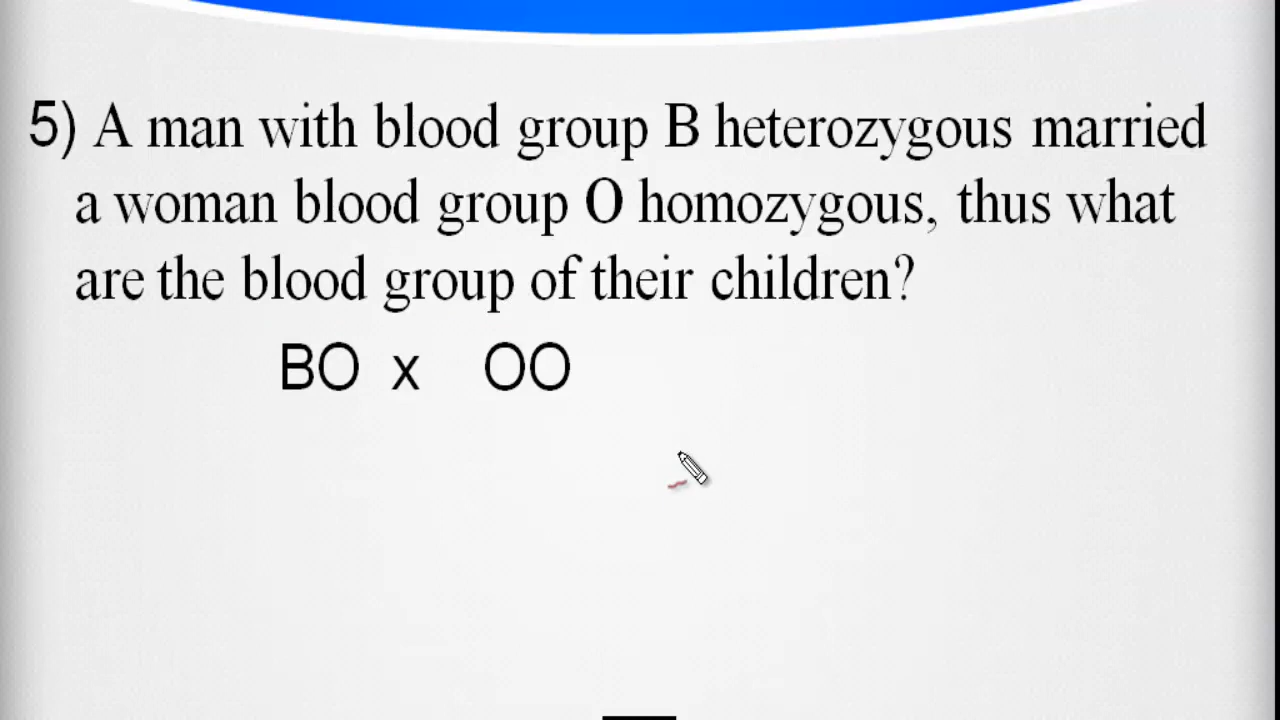 5) A man with blood group B heterozygous married
a woman blood group O homozygous, thus what
are the blood group of their children?
BO x OO